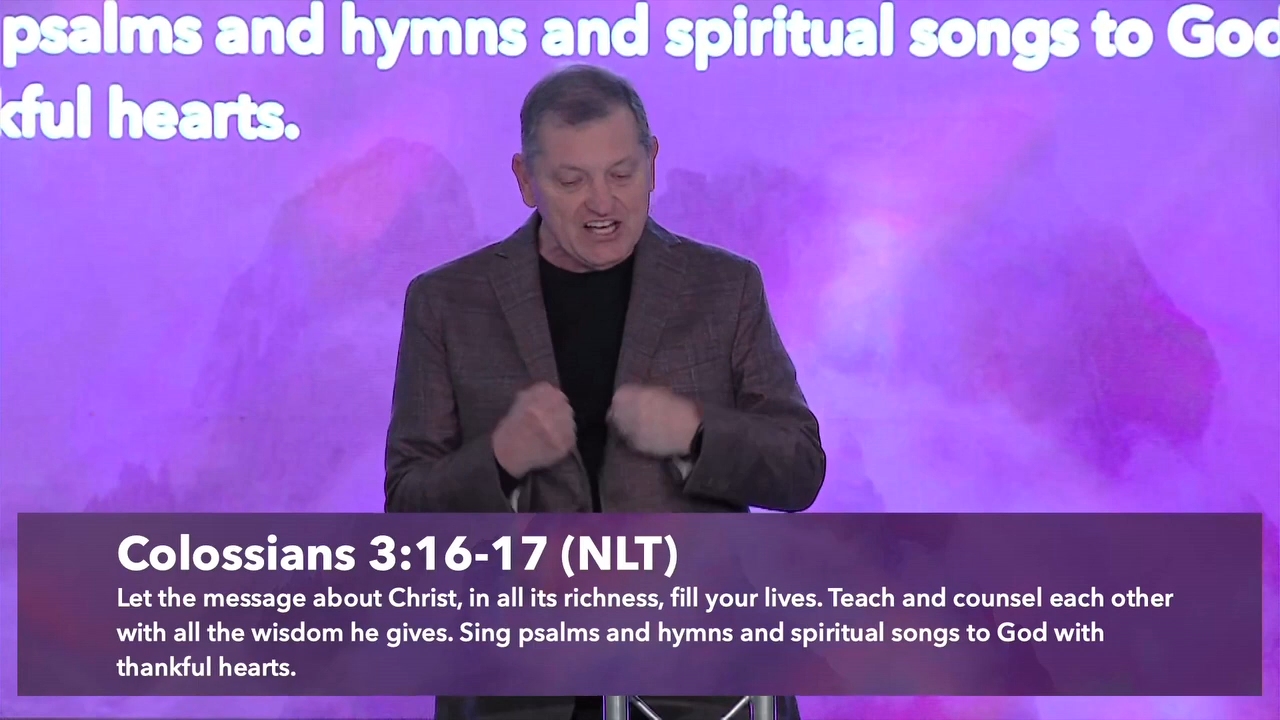 psalms and hymns and spiritual songs to God
hearts.
Colossians 3:16-17 (NLT)
Let the message about Christ, in all its richness, fill your lives. Teach and counsel each other
with all the wisdom he gives. Sing psalms and hymns and spiritual songs to God with
thankful hearts.